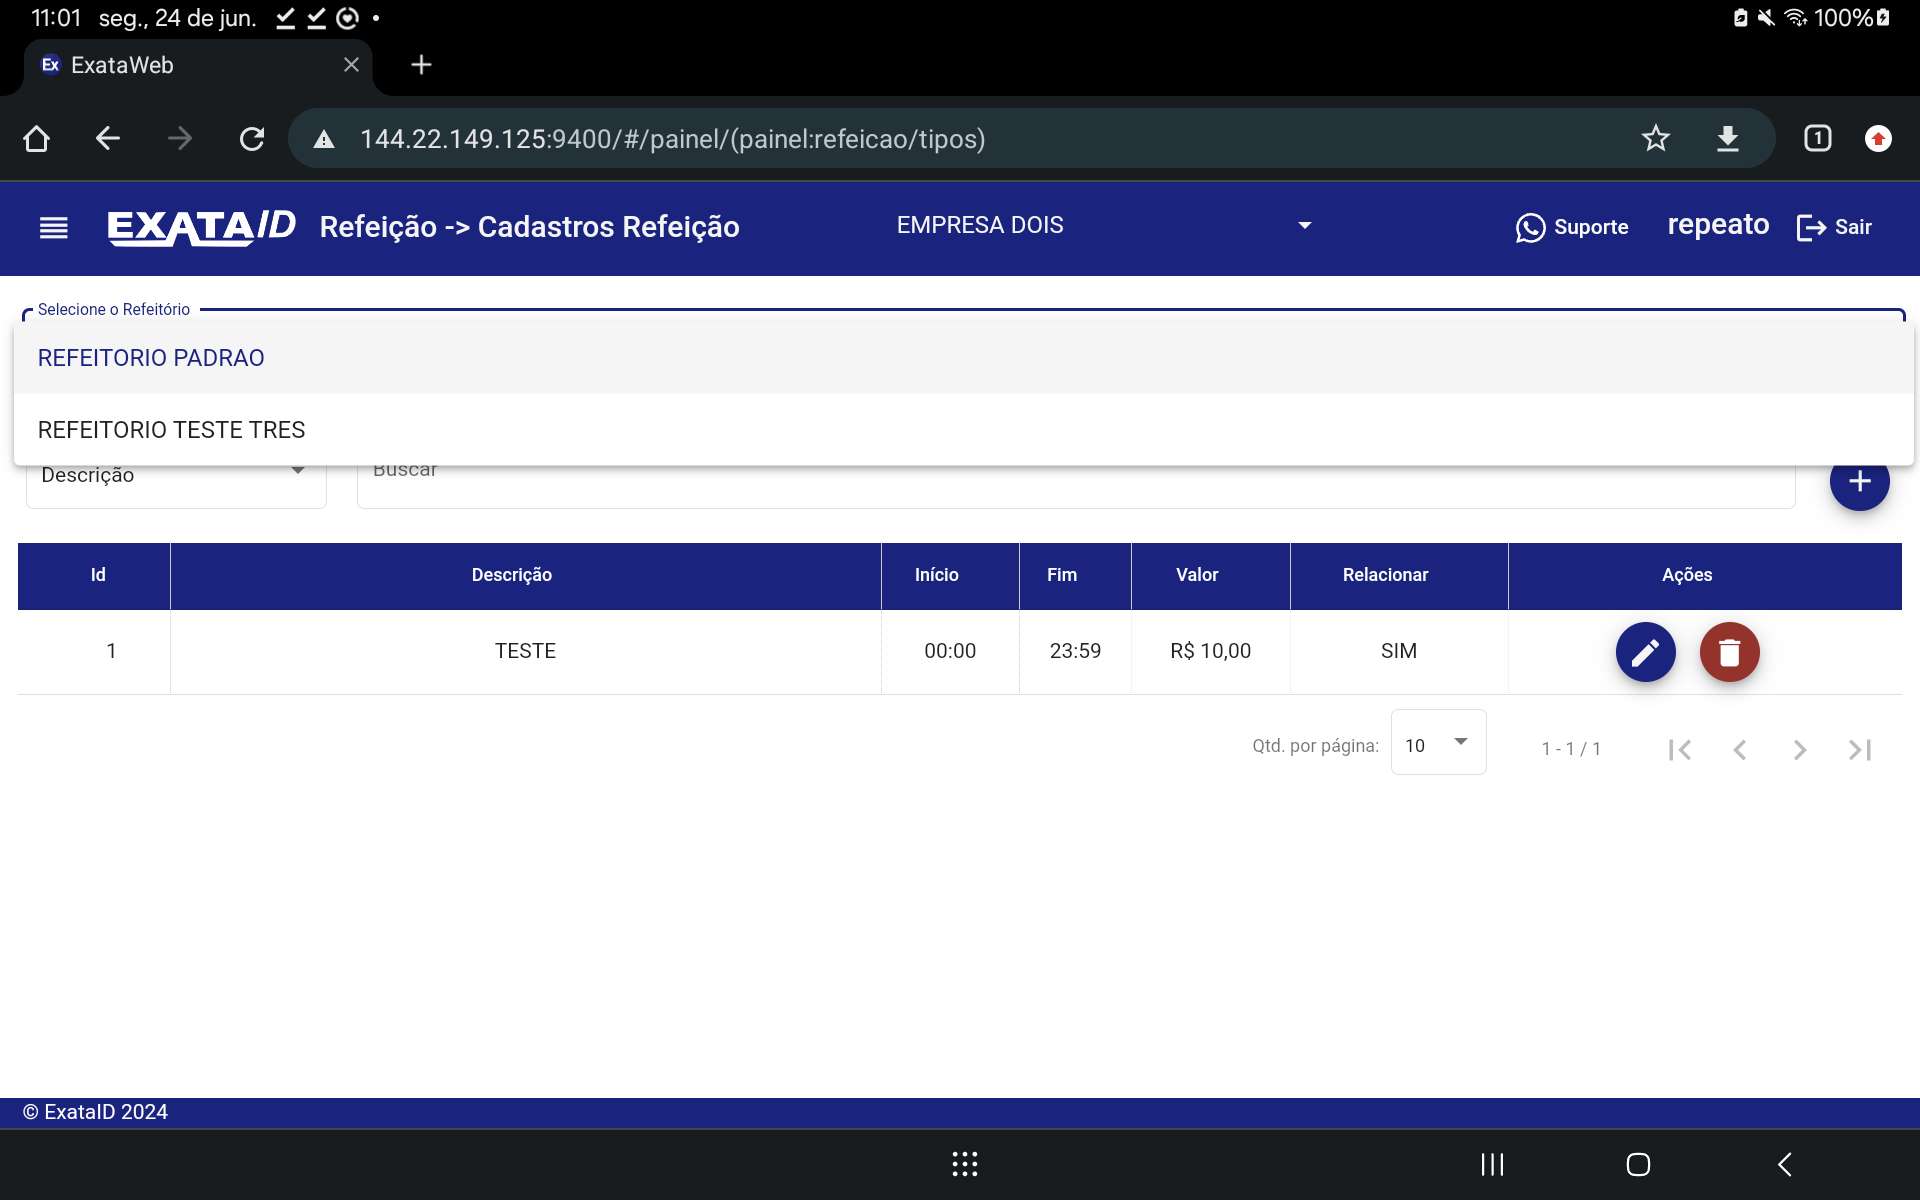 11:01 seg., 24 de jun. 100%
Ex ExataWeb
144.22.149.125:9400/#/painel/(painel:refeicao/tipos) 1
EXATAID Refeição -> Cadastros Refeição EMPRESA DOIS Suporte repeato Sair
Selecione o Refeitório
REFEITORIO PADRAO
REFEITORIO TESTE TRES
Descrição Buscar
Id Descrição Início Fim Valor Relacionar Ações
1 TESTE 00:00 23:59 R$ 10,00 SIM
Qtd. por página: 10 1 - 1 / 1
© ExataID 2024